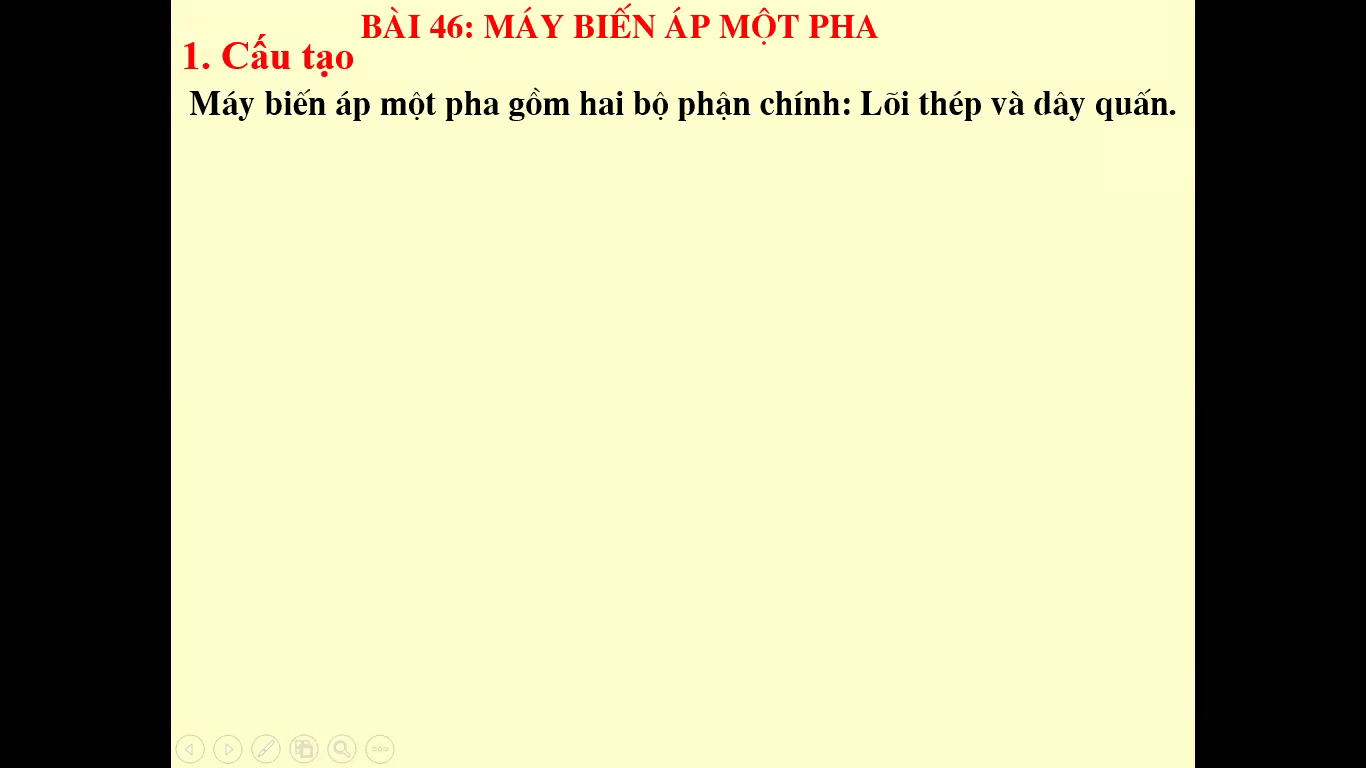 BÀI 46: MÁY BIẾN ÁP MỘT PHA
1. Cấu tạo
Máy biến áp một pha gồm hai bộ phận chính: Lõi thép và dây quấn.